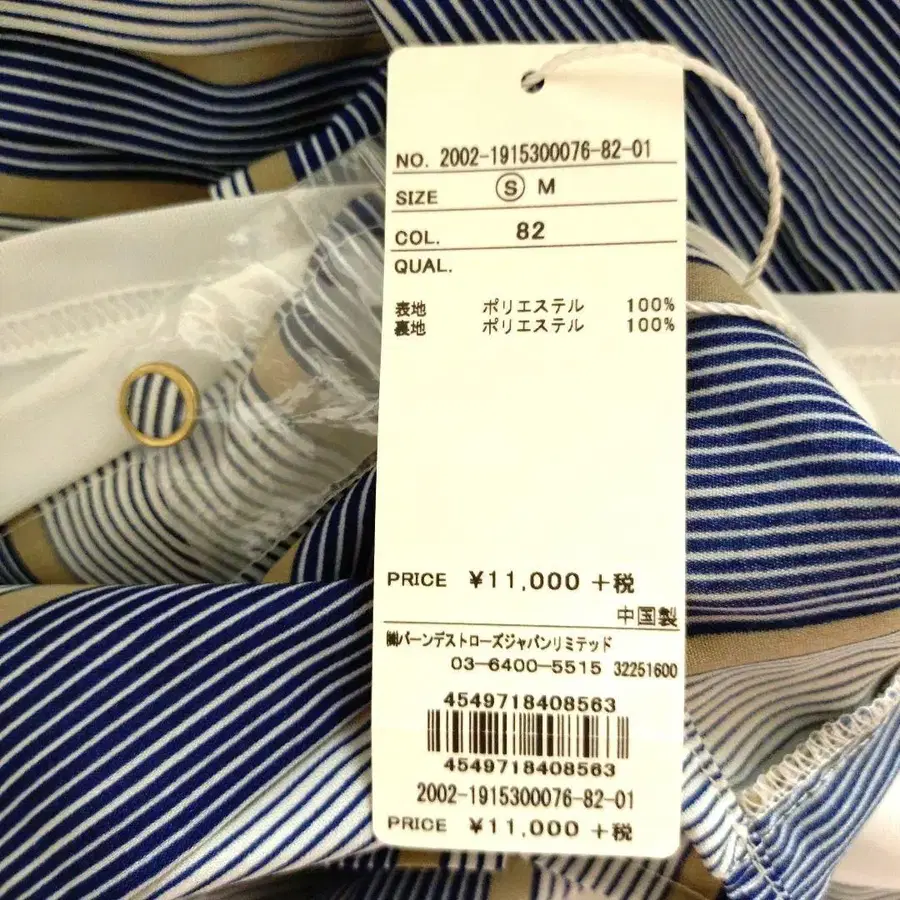 NO. 2002-1915300076-82-01
SIZE Ⓢ M
COL. 82
QUAL.
表地 ポリエステル 100%
裏地 ポリエステル 100%
PRICE ¥11,000 +税
中国製
㈱バーンデストローズジャパンリミテッド
03-6400-5515 32251600
4549718408563
4549718408563
2002-1915300076-82-01
PRICE ¥11,000 +税